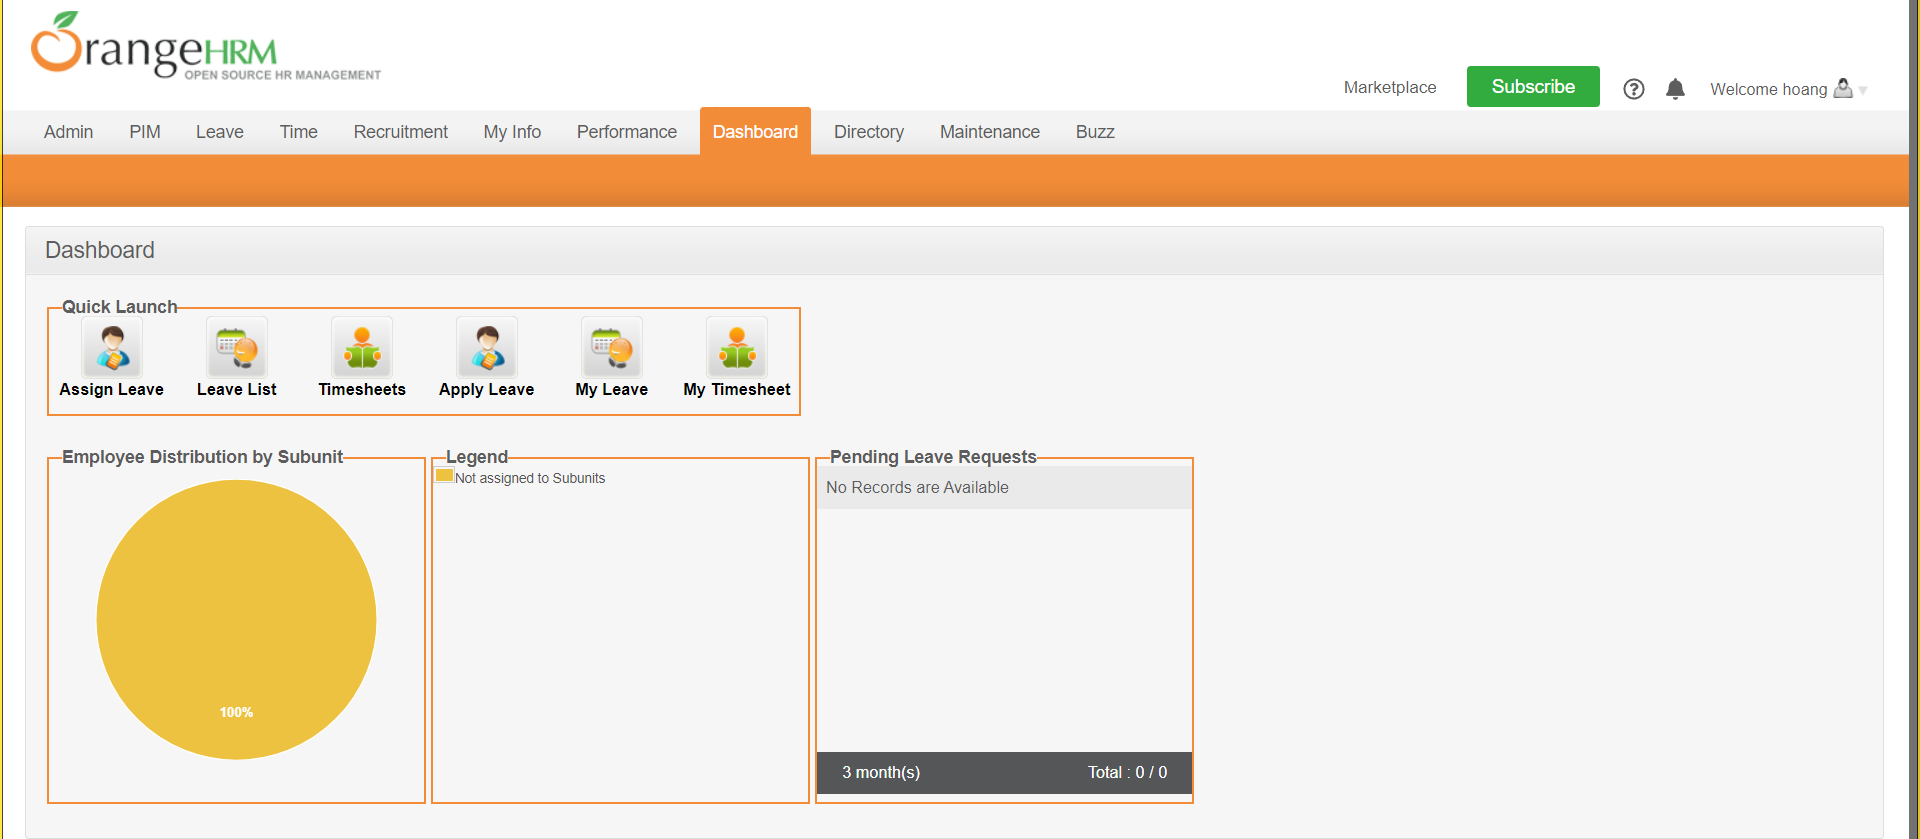 OrangeHRM
OPEN SOURCE HR MANAGEMENT
Marketplace
Subscribe
Welcome hoang
Admin PIM Leave Time Recruitment My Info Performance Dashboard Directory Maintenance Buzz
Dashboard
Quick Launch
Assign Leave Leave List Timesheets Apply Leave My Leave My Timesheet
Employee Distribution by Subunit
100%
Legend
Not assigned to Subunits
Pending Leave Requests
No Records are Available
3 month(s) Total : 0 / 0